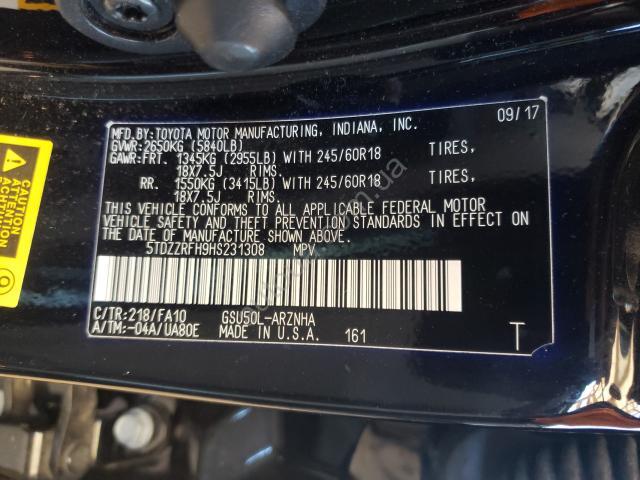 MFD.BY:TOYOTA MOTOR MANUFACTURING, INDIANA, INC. 09/17
GVWR:2650KG (5840LB)
GAWR:FRT. 1345KG (2955LB) WITH 245/60R18 TIRES,
18X7.5J RIMS.
RR. 1550KG (3415LB) WITH 245/60R18 TIRES,
18X7.5J RIMS.
THIS VEHICLE CONFORMS TO ALL APPLICABLE FEDERAL MOTOR
VEHICLE SAFETY AND THEFT PREVENTION STANDARDS IN EFFECT ON
THE DATE OF MANUFACTURE SHOWN ABOVE.
5TDZZRFH9HS231308 MPV
C/TR:218/FA10 GSU50L-ARZNHA
A/TM:-04A/UA80E MADE IN U.S.A. 161 T
ATTENTION
ACHTUNG